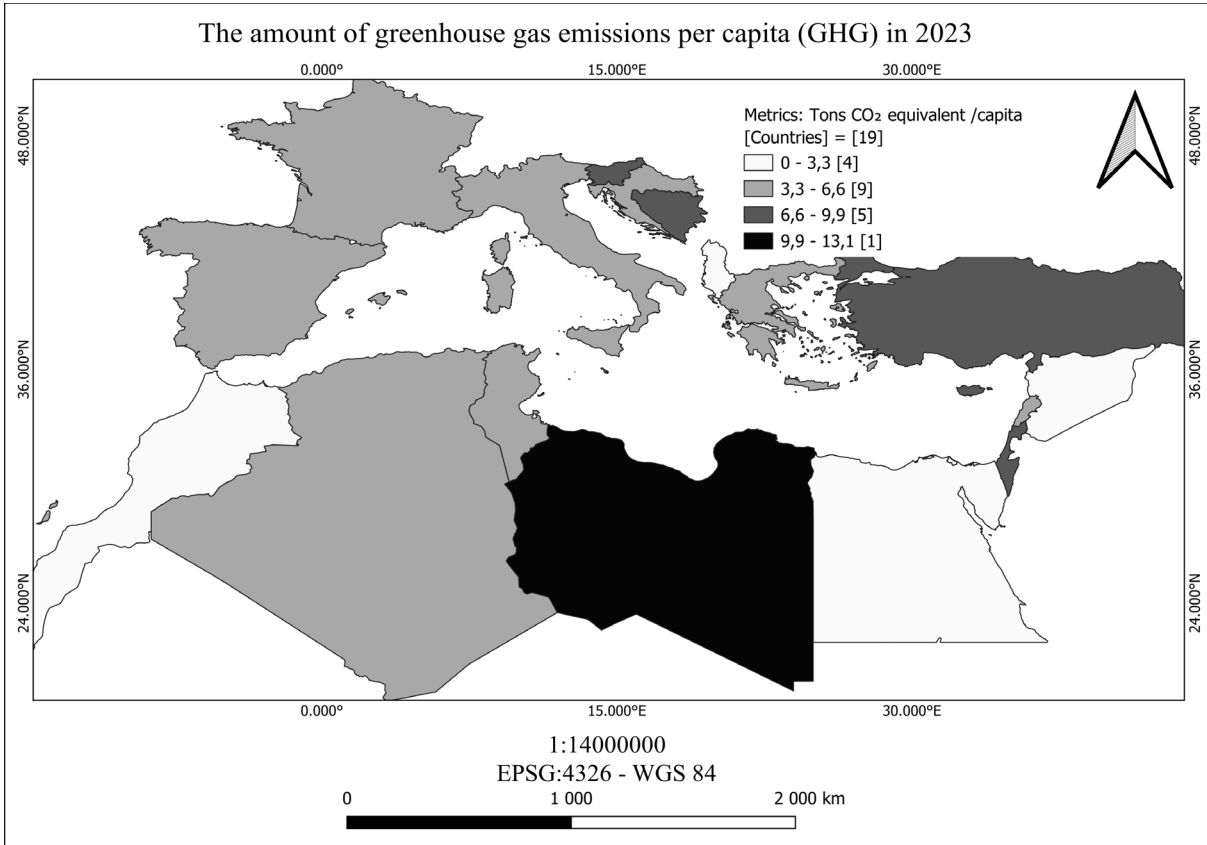 The amount of greenhouse gas emissions per capita (GHG) in 2023
0.000° 15.000°E 30.000°E
48.000°N 48.000°N
Metrics: Tons CO₂ equivalent /capita
[Countries] = [19]
0 - 3,3 [4]
3,3 - 6,6 [9]
6,6 - 9,9 [5]
9,9 - 13,1 [1]
36.000°N 36.000°N
24.000°N 24.000°N
0.000° 15.000°E 30.000°E
1:14000000
EPSG:4326 - WGS 84
0 1 000 2 000 km